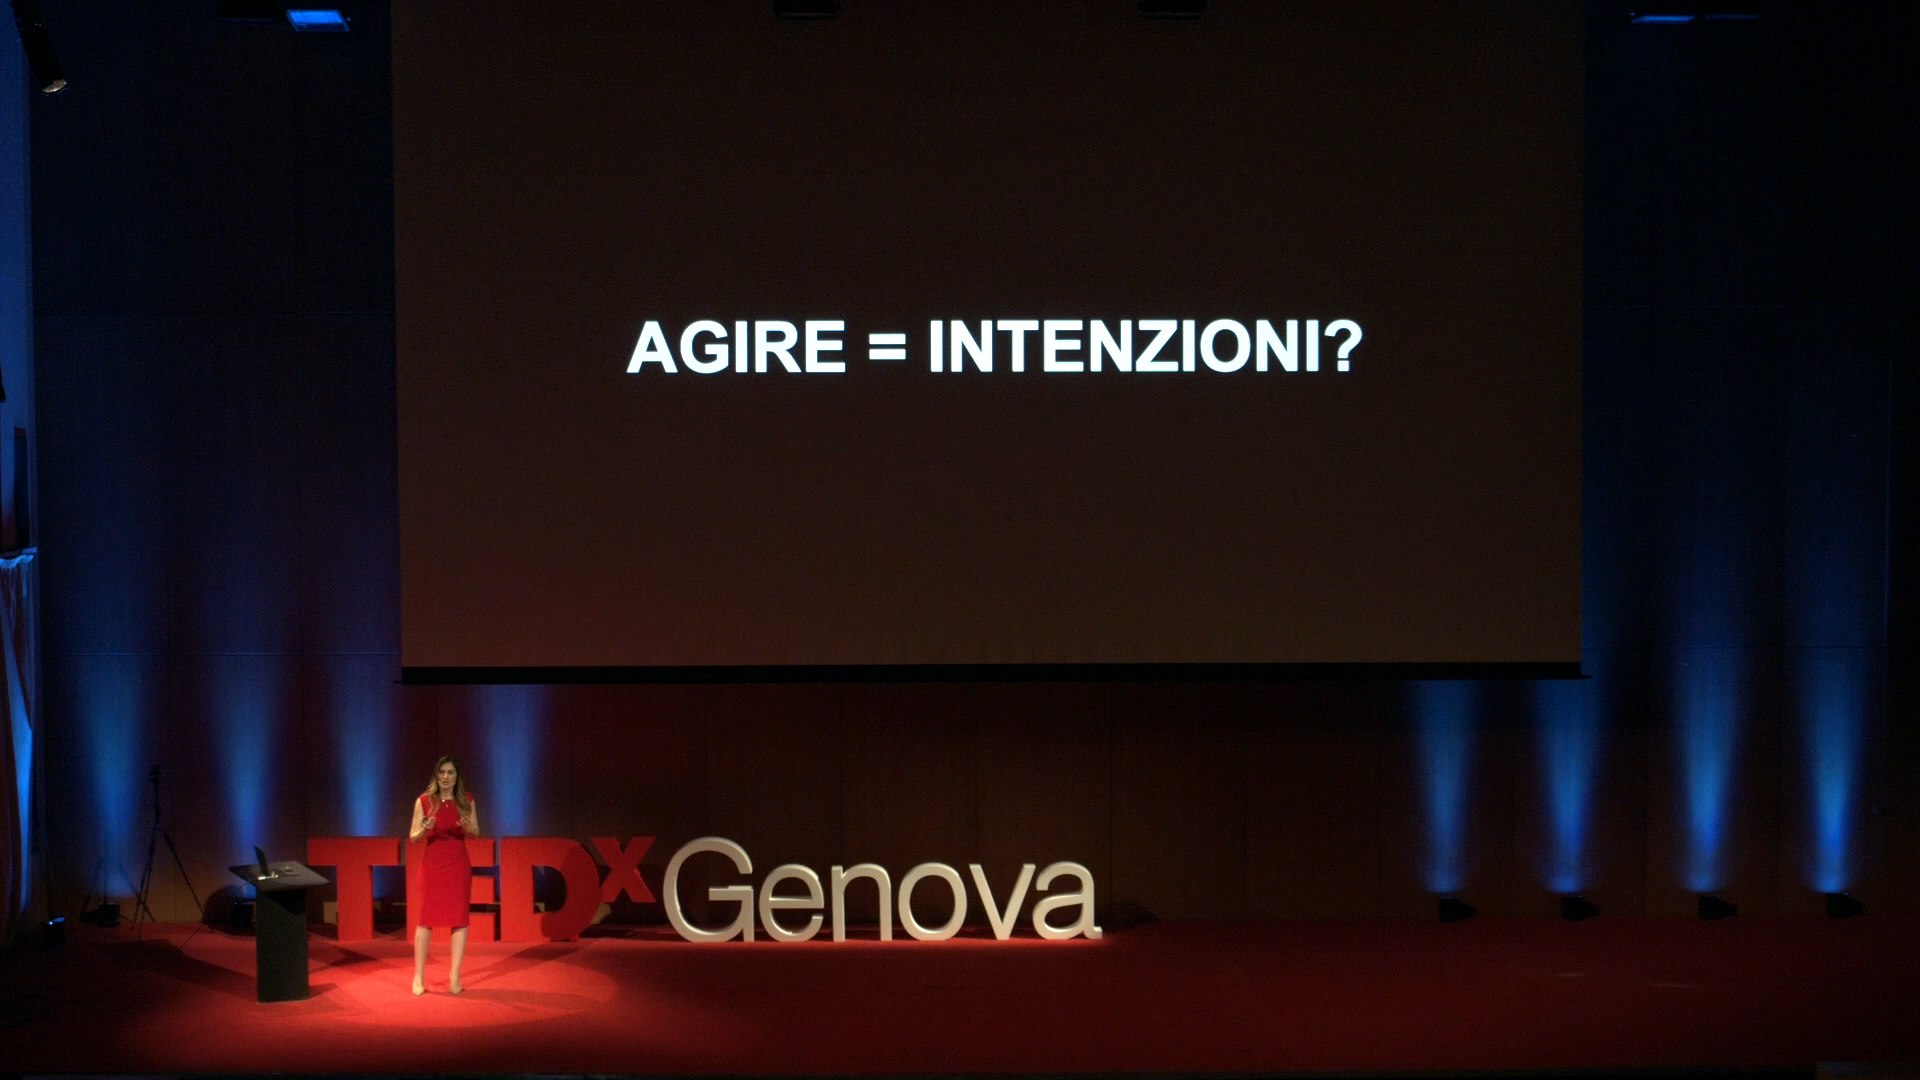 AGIRE = INTENZIONI?
TEDxGenova